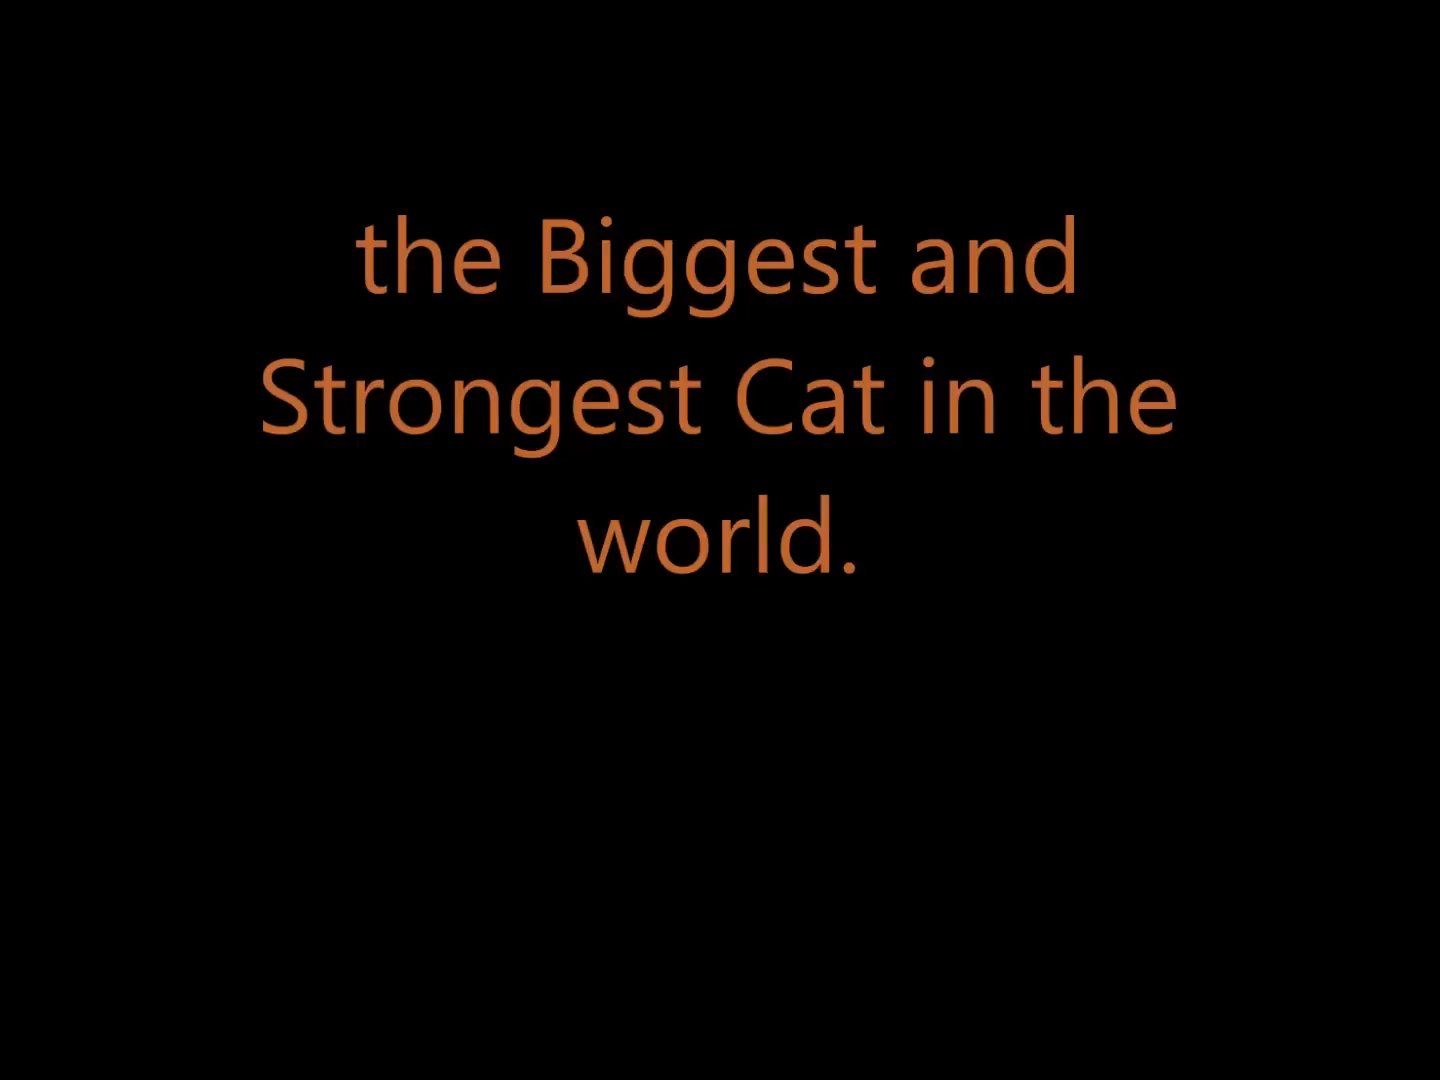 the Biggest and
Strongest Cat in the
world.